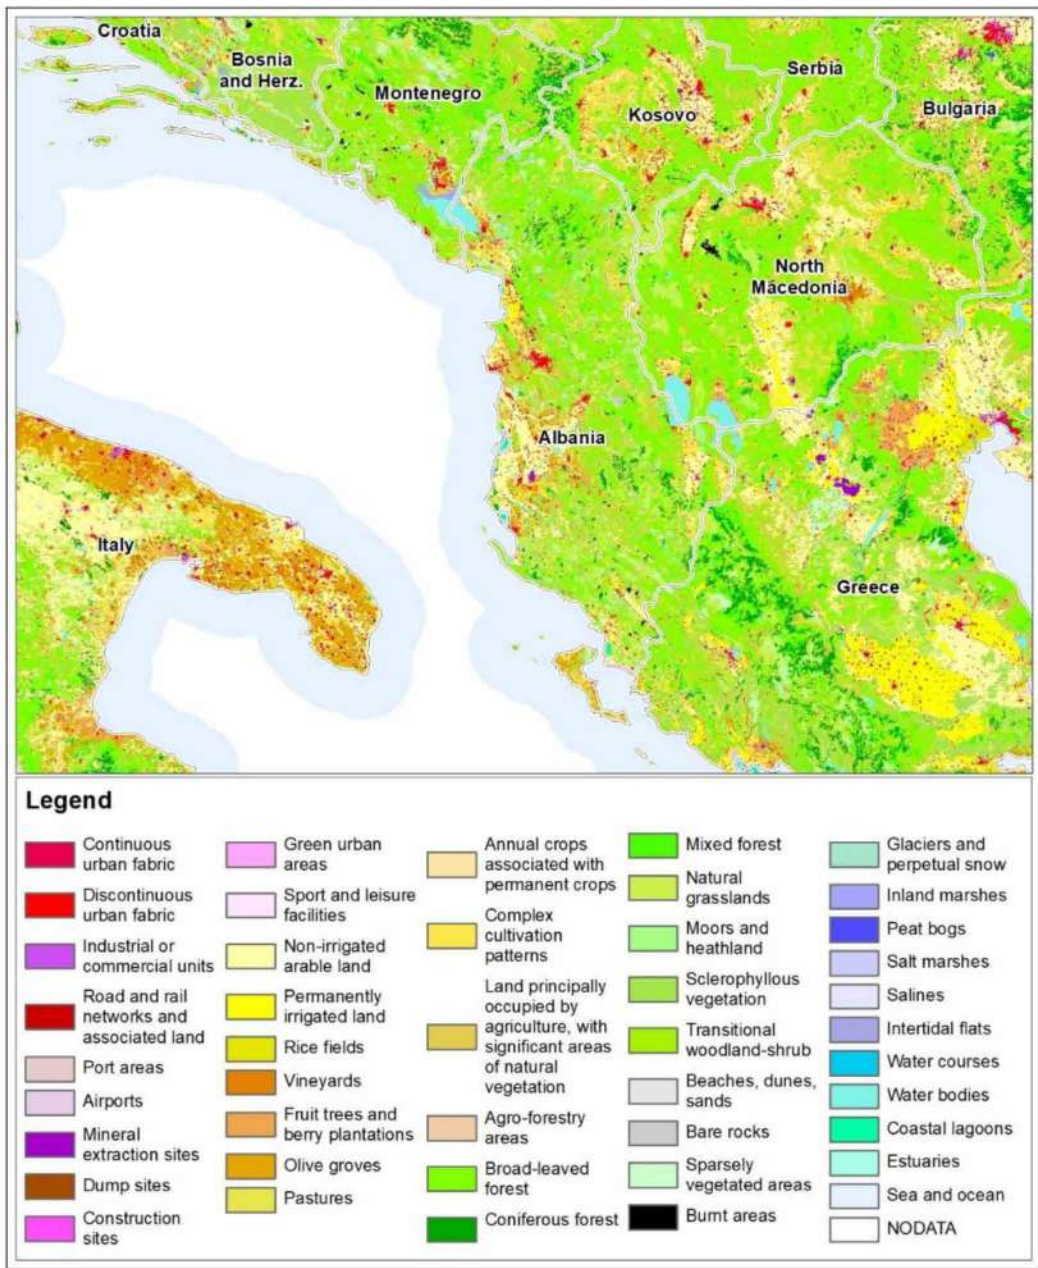 Croatia
Bosnia
and Herz.
Montenegro
Serbia
Kosovo
Bulgaria
North
Mācedonia
Albania
Italy
Greece
Legend
Continuous
urban fabric
Discontinuous
urban fabric
Industrial or
commercial units
Road and rail
networks and
associated land
Port areas
Airports
Mineral
extraction sites
Dump sites
Construction
sites
Green urban
areas
Sport and leisure
facilities
Non-irrigated
arable land
Permanently
irrigated land
Rice fields
Vineyards
Fruit trees and
berry plantations
Olive groves
Pastures
Annual crops
associated with
permanent crops
Complex
cultivation
patterns
Land principally
occupied by
agriculture, with
significant areas
of natural
vegetation
Agro-forestry
areas
Broad-leaved
forest
Coniferous forest
Mixed forest
Natural
grasslands
Moors and
heathland
Sclerophyllous
vegetation
Transitional
woodland-shrub
Beaches, dunes,
sands
Bare rocks
Sparsely
vegetated areas
Burnt areas
Glaciers and
perpetual snow
Inland marshes
Peat bogs
Salt marshes
Salines
Intertidal flats
Water courses
Water bodies
Coastal lagoons
Estuaries
Sea and ocean
NODATA